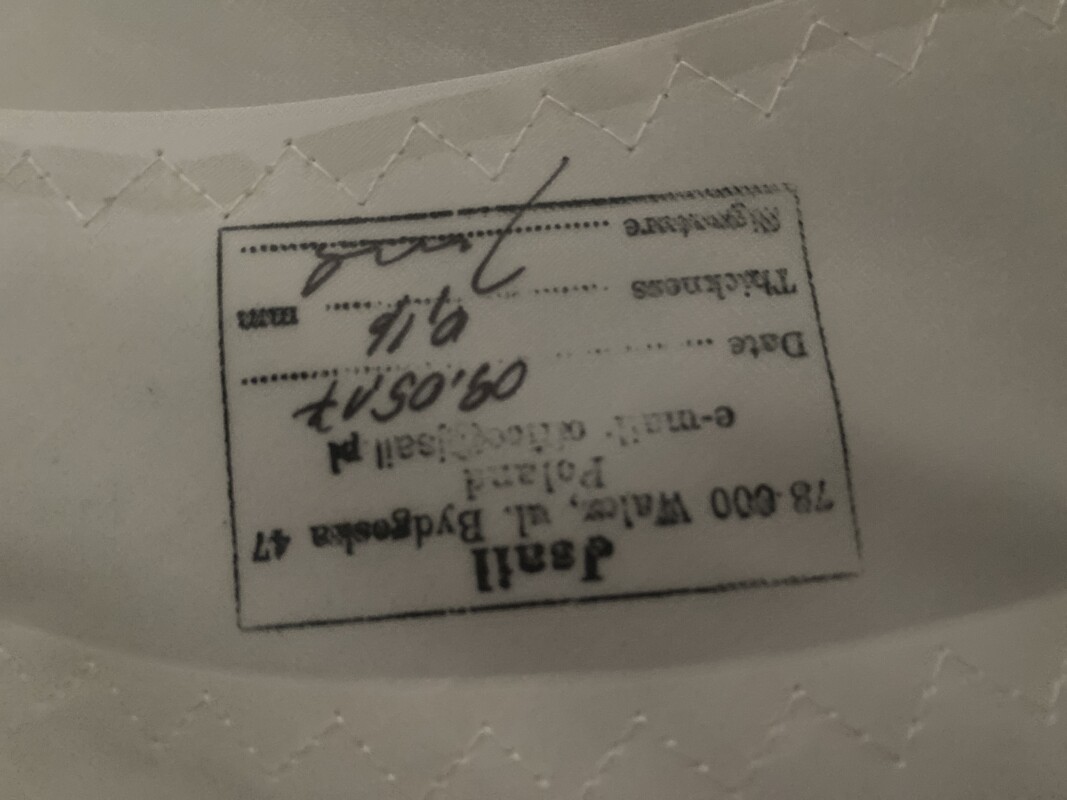 Jsail
78-600 Wałcz, ul. Bydgoska 47
Poland
e-mail: office@jsail.pl
Date 09.05.17
Thickness 0,16 mm
Signature